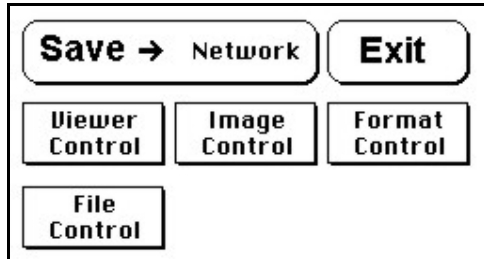 Save → Network Exit
Viewer Image Format
Control Control Control
File
Control